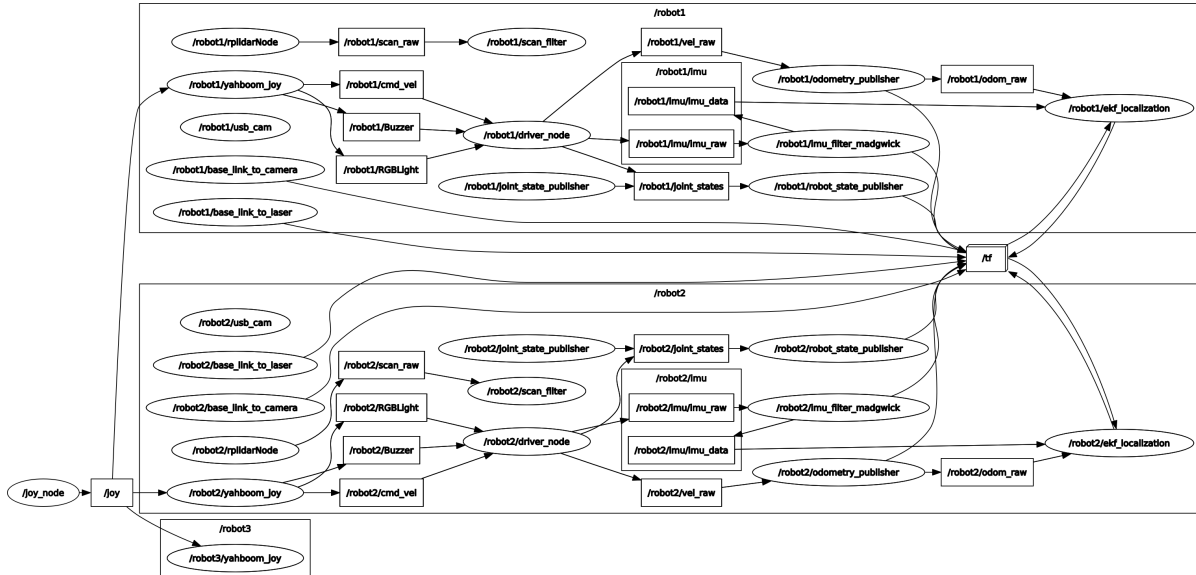 /robot1
/robot1/rplidarNode
/robot1/scan_raw
/robot1/scan_filter
/robot1/vel_raw
/robot1/yahboom_joy
/robot1/cmd_vel
/robot1/imu
/robot1/odometry_publisher
/robot1/odom_raw
/robot1/imu/imu_data
/robot1/ekf_localization
/robot1/usb_cam
/robot1/Buzzer
/robot1/driver_node
/robot1/imu/imu_raw
/robot1/imu_filter_madgwick
/robot1/base_link_to_camera
/robot1/RGBLight
/robot1/joint_state_publisher
/robot1/joint_states
/robot1/robot_state_publisher
/robot1/base_link_to_laser
/tf
/robot2
/robot2/usb_cam
/robot2/joint_state_publisher
/robot2/joint_states
/robot2/robot_state_publisher
/robot2/base_link_to_laser
/robot2/scan_raw
/robot2/scan_filter
/robot2/imu
/robot2/base_link_to_camera
/robot2/RGBLight
/robot2/imu/imu_raw
/robot2/imu_filter_madgwick
/robot2/rplidarNode
/robot2/Buzzer
/robot2/driver_node
/robot2/imu/imu_data
/robot2/ekf_localization
/robot2/odometry_publisher
/robot2/odom_raw
/joy_node
/joy
/robot2/yahboom_joy
/robot2/cmd_vel
/robot2/vel_raw
/robot3
/robot3/yahboom_joy